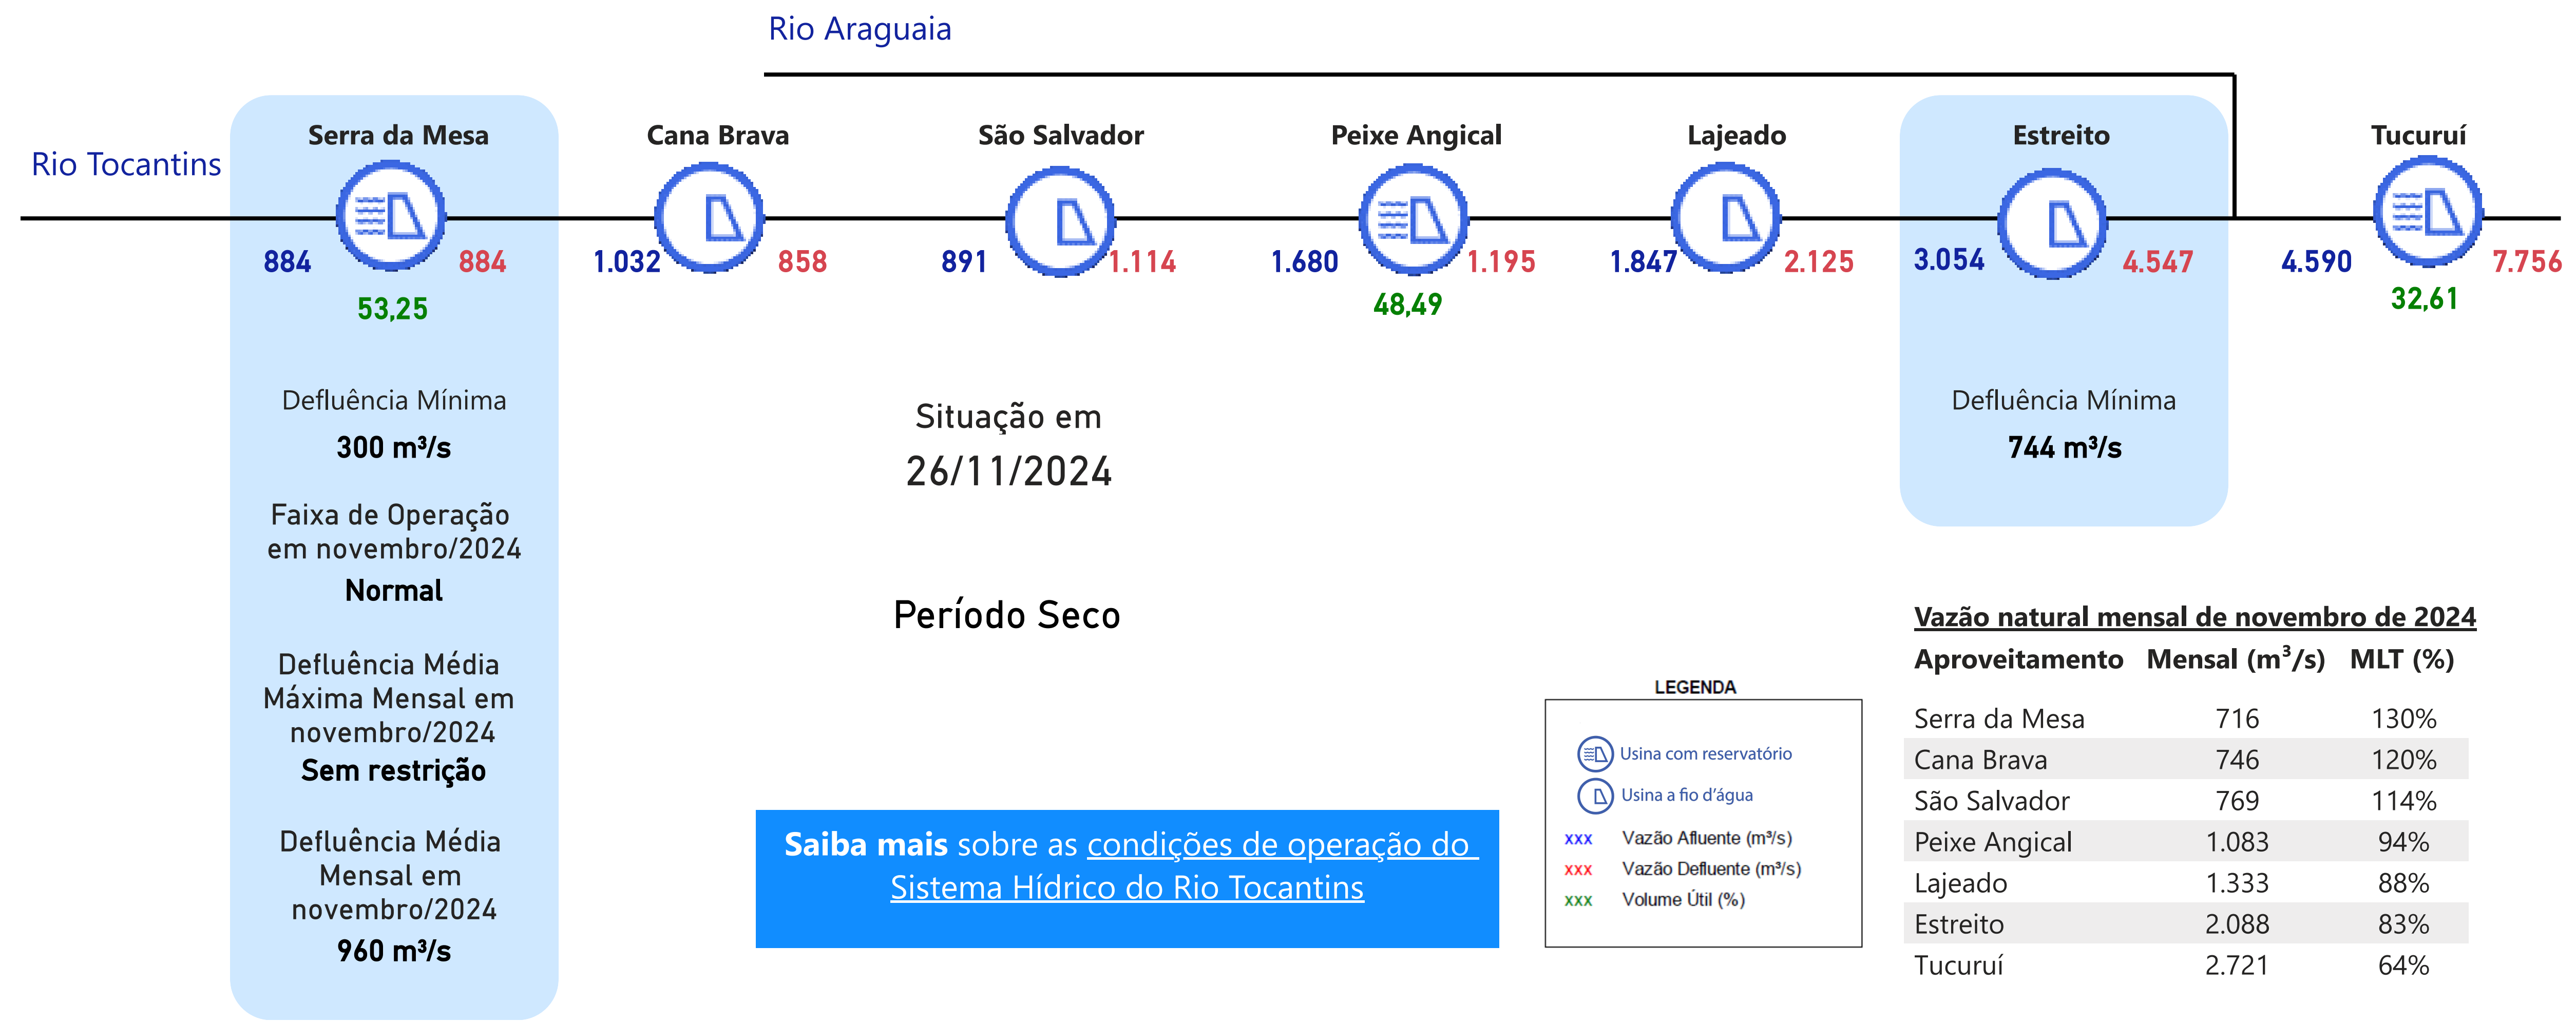 Rio Araguaia
Rio Tocantins
Serra da Mesa
Cana Brava
São Salvador
Peixe Angical
Lajeado
Estreito
Tucuruí
884 884
1.032 858
891 1.114
1.680 1.195
1.847 2.125
3.054 4.547
4.590 7.756
53,25
48,49
32,61
Defluência Mínima
300 m³/s
Faixa de Operação
em novembro/2024
Normal
Defluência Média
Máxima Mensal em
novembro/2024
Sem restrição
Defluência Média
Mensal em
novembro/2024
960 m³/s
Situação em
26/11/2024
Período Seco
Defluência Mínima
744 m³/s
Saiba mais sobre as condições de operação do
Sistema Hídrico do Rio Tocantins
LEGENDA
Usina com reservatório
Usina a fio d’água
xxx Vazão Afluente (m³/s)
xxx Vazão Defluente (m³/s)
xxx Volume Útil (%)
Vazão natural mensal de novembro de 2024
Aproveitamento Mensal (m³/s) MLT (%)
Serra da Mesa 716 130%
Cana Brava 746 120%
São Salvador 769 114%
Peixe Angical 1.083 94%
Lajeado 1.333 88%
Estreito 2.088 83%
Tucuruí 2.721 64%